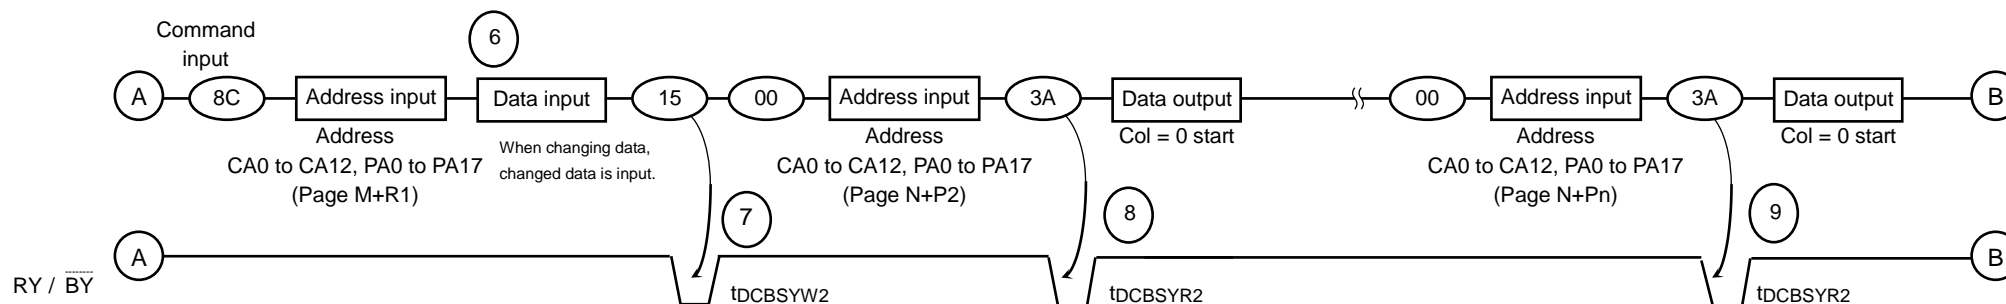 Command
input
6
A 8C Address input Data input 15 00 Address input 3A Data output 00 Address input 3A Data output B
Address
CA0 to CA12, PA0 to PA17
(Page M+R1)
When changing data,
changed data is input.
Address
CA0 to CA12, PA0 to PA17
(Page N+P2)
Col = 0 start
Address
CA0 to CA12, PA0 to PA17
(Page N+Pn)
Col = 0 start
7
8
9
A B
RY / BY
tDCBSYW2
tDCBSYR2
tDCBSYR2